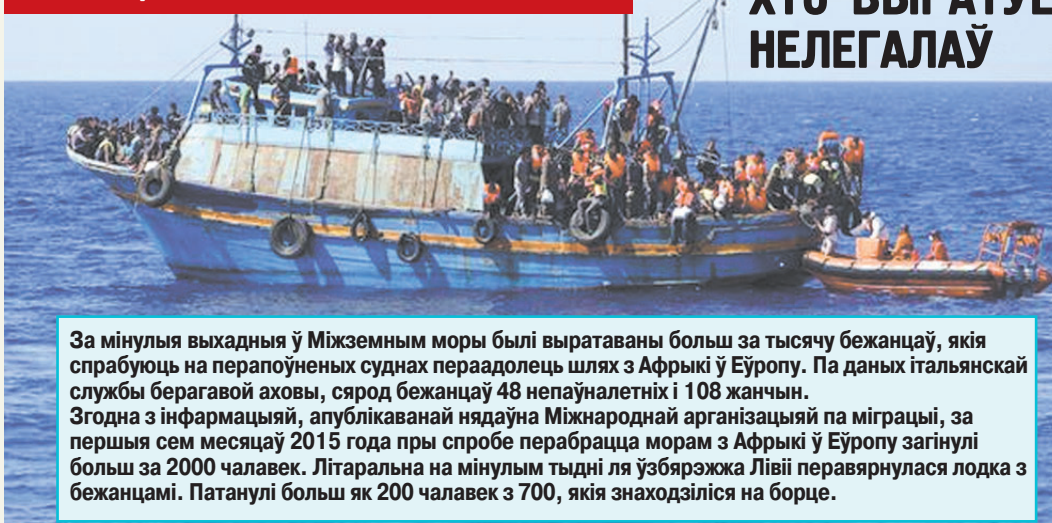 НЕЛЕГАЛАЎ
За мінулыя выхадныя ў Міжземным моры былі выратаваны больш за тысячу бежанцаў, якія
спрабуюць на перапоўненых суднах пераадолець шлях з Афрыкі ў Еўропу. Па даных італьянскай
службы берагавой аховы, сярод бежанцаў 48 непаўналетніх і 108 жанчын.
Згодна з інфармацыяй, апублікаванай нядаўна Міжнароднай арганізацыяй па міграцыі, за
першыя сем месяцаў 2015 года пры спробе перабрацца морам з Афрыкі ў Еўропу загінулі
больш за 2000 чалавек. Літаральна на мінулым тыдні ля ўзбярэжжа Лівіі перавярнулася лодка з
бежанцамі. Патанулі больш як 200 чалавек з 700, якія знаходзіліся на борце.